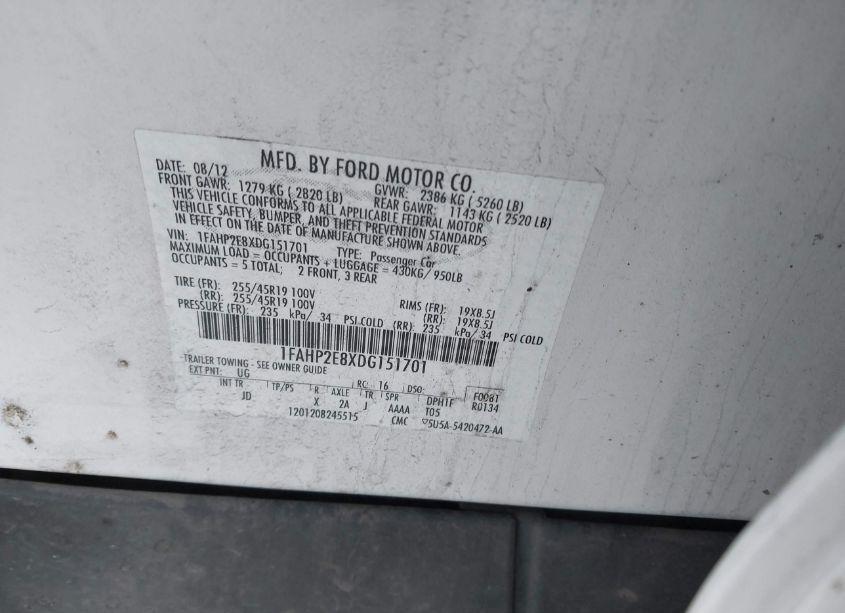 MFD. BY FORD MOTOR CO.
DATE: 08/12 GVWR: 2386 KG ( 5260 LB)
FRONT GAWR: 1279 KG ( 2820 LB) REAR GAWR: 1143 KG ( 2520 LB)
THIS VEHICLE CONFORMS TO ALL APPLICABLE FEDERAL MOTOR
VEHICLE SAFETY, BUMPER, AND THEFT PREVENTION STANDARDS
IN EFFECT ON THE DATE OF MANUFACTURE SHOWN ABOVE.
VIN: 1FAHP2E8XDG151701 TYPE: Passenger Car
MAXIMUM LOAD = OCCUPANTS + LUGGAGE = 430KG/ 950LB
OCCUPANTS = 5 TOTAL; 2 FRONT, 3 REAR
TIRE (FR): 255/45R19 100V RIMS (FR): 19X8.5J
(RR): 255/45R19 100V (RR): 19X8.5J
PRESSURE (FR): 235 kPa/ 34 PSI COLD (RR): 235 kPa/ 34 PSI COLD
1FAHP2E8XDG151701
TRAILER TOWING - SEE OWNER GUIDE
EXT PNT: UG RC: 16 DSO: F0081
INT TR TP/PS R AXLE TR SPR DPH1F R0134
JD X 2A J AAAA T05
12012082455​15 CMC ▽5U5A-5420472-AA